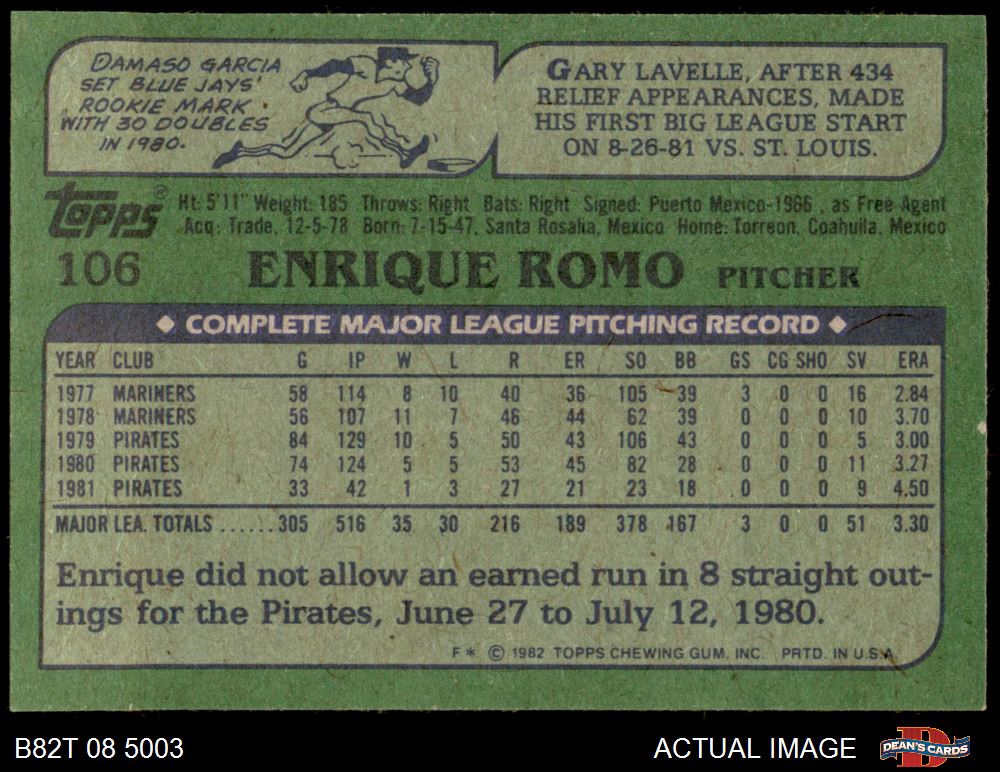 DAMASO GARCIA
SET BLUE JAYS'
ROOKIE MARK
WITH 30 DOUBLES
IN 1980.
GARY LAVELLE, AFTER 434
RELIEF APPEARANCES, MADE
HIS FIRST BIG LEAGUE START
ON 8-26-81 VS. ST. LOUIS.
Topps®
Ht: 5'11" Weight: 185 Throws: Right Bats: Right Signed: Puerto Mexico-1966 , as Free Agent
Acq: Trade, 12-5-78 Born: 7-15-47, Santa Rosalia, Mexico Home: Torreon, Coahuila, Mexico
106 ENRIQUE ROMO PITCHER
◆ COMPLETE MAJOR LEAGUE PITCHING RECORD ◆
YEAR CLUB G IP W L R ER SO BB GS CG SHO SV ERA
1977 MARINERS 58 114 8 10 40 36 105 39 3 0 0 16 2.84
1978 MARINERS 56 107 11 7 46 44 62 39 0 0 0 10 3.70
1979 PIRATES 84 129 10 5 50 43 106 43 0 0 0 5 3.00
1980 PIRATES 74 124 5 5 53 45 82 28 0 0 0 11 3.27
1981 PIRATES 33 42 1 3 27 21 23 18 0 0 0 9 4.50
MAJOR LEA. TOTALS ......305 516 35 30 216 189 378 167 3 0 0 51 3.30
Enrique did not allow an earned run in 8 straight out-
ings for the Pirates, June 27 to July 12, 1980.
F* © 1982 TOPPS CHEWING GUM, INC. PRTD. IN U.S.A.
B82T 08 5003 ACTUAL IMAGE DEAN'S CARDS